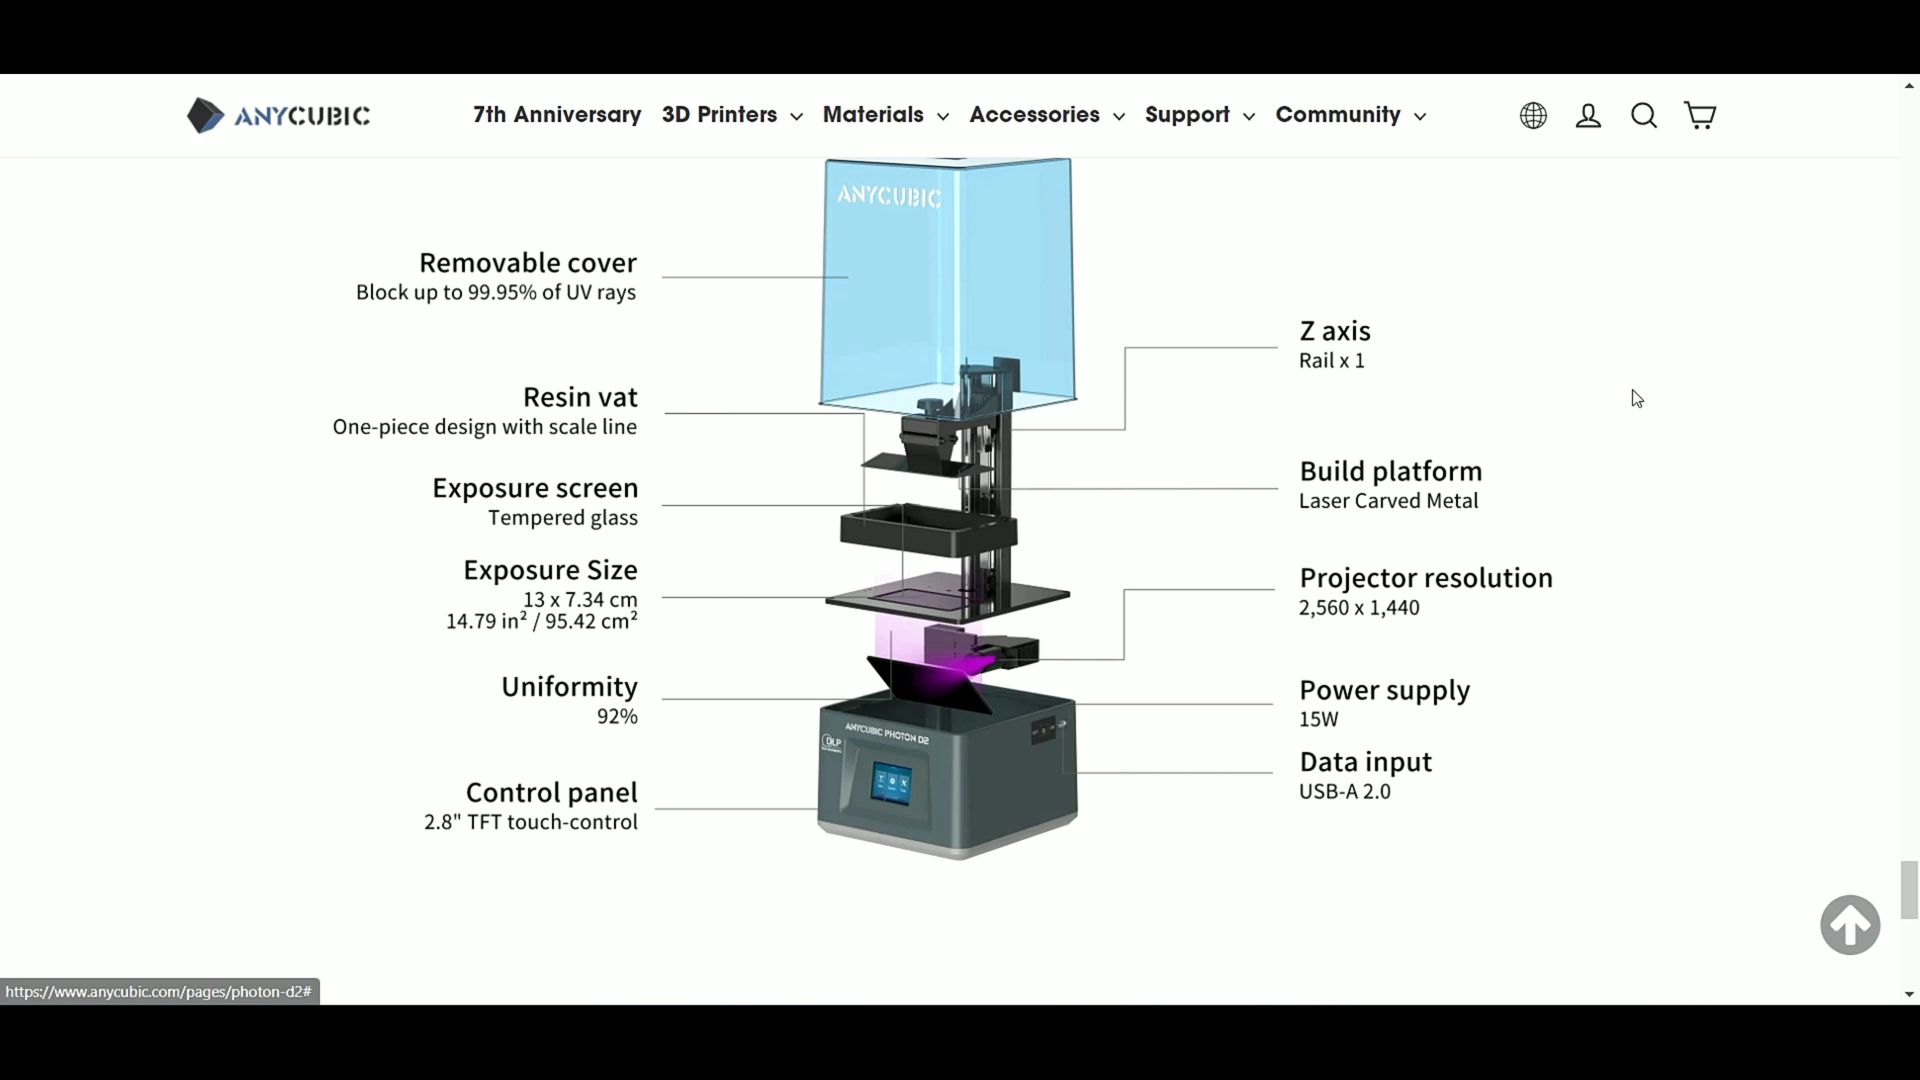 ANYCUBIC
7th Anniversary
3D Printers
Materials
Accessories
Support
Community
ANYCUBIC
Removable cover
Block up to 99.95% of UV rays
Resin vat
One-piece design with scale line
Exposure screen
Tempered glass
Exposure Size
13 x 7.34 cm
14.79 in² / 95.42 cm²
Uniformity
92%
Control panel
2.8" TFT touch-control
Z axis
Rail x 1
Build platform
Laser Carved Metal
Projector resolution
2,560 x 1,440
Power supply
15W
Data input
USB-A 2.0
ANYCUBIC PHOTON D2
DLP
https://www.anycubic.com/pages/photon-d2#